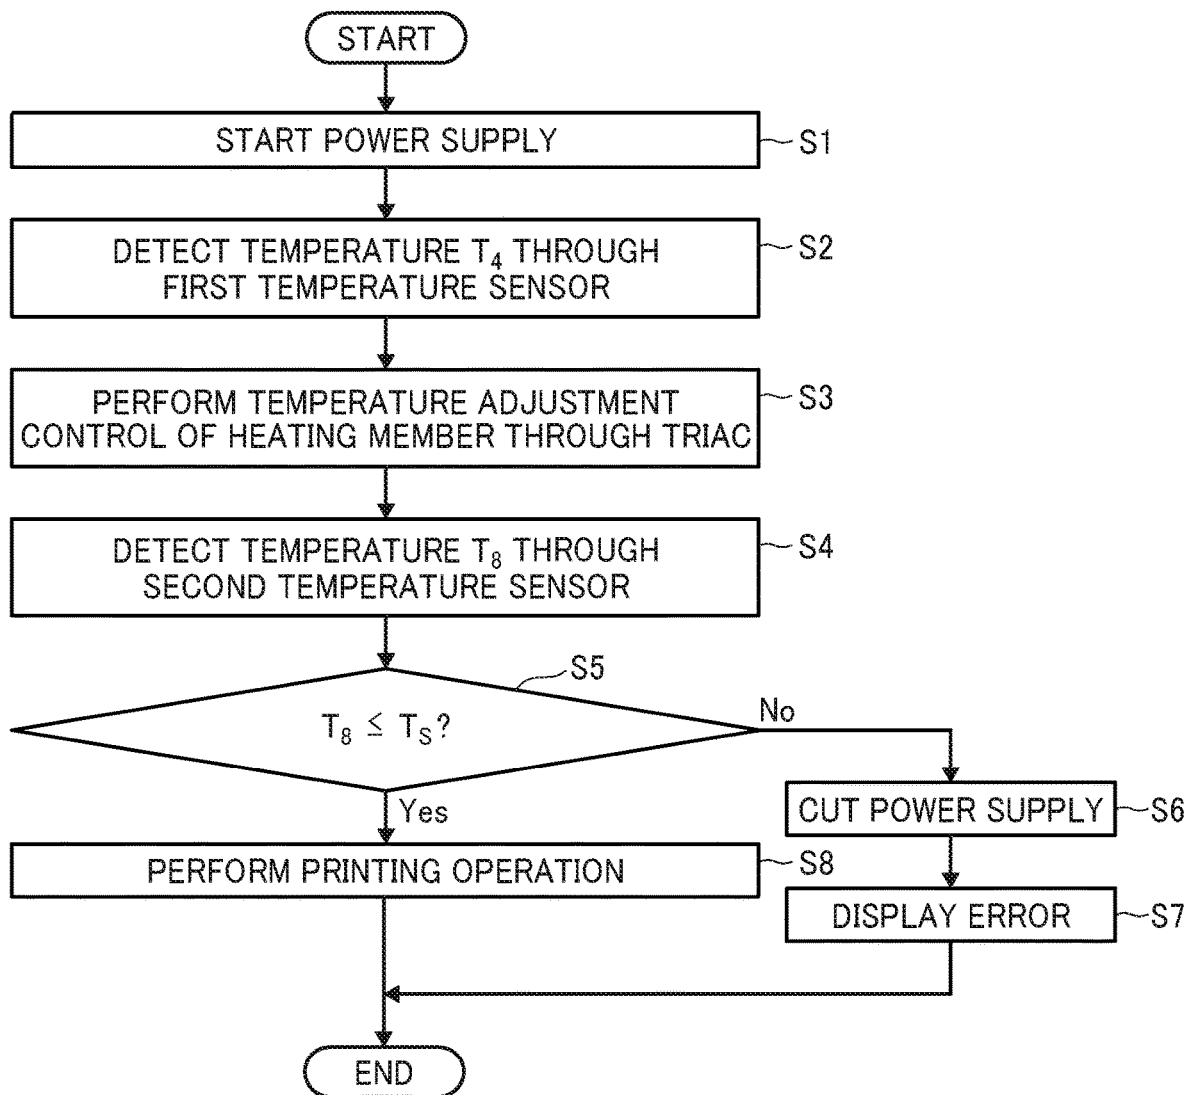 START
START POWER SUPPLY
S1
DETECT TEMPERATURE T₄ THROUGH
FIRST TEMPERATURE SENSOR
S2
PERFORM TEMPERATURE ADJUSTMENT
CONTROL OF HEATING MEMBER THROUGH TRIAC
S3
DETECT TEMPERATURE T₈ THROUGH
SECOND TEMPERATURE SENSOR
S4
S5
T₈ ≦ Tₛ?
No
CUT POWER SUPPLY
S6
Yes
PERFORM PRINTING OPERATION
S8
DISPLAY ERROR
S7
END